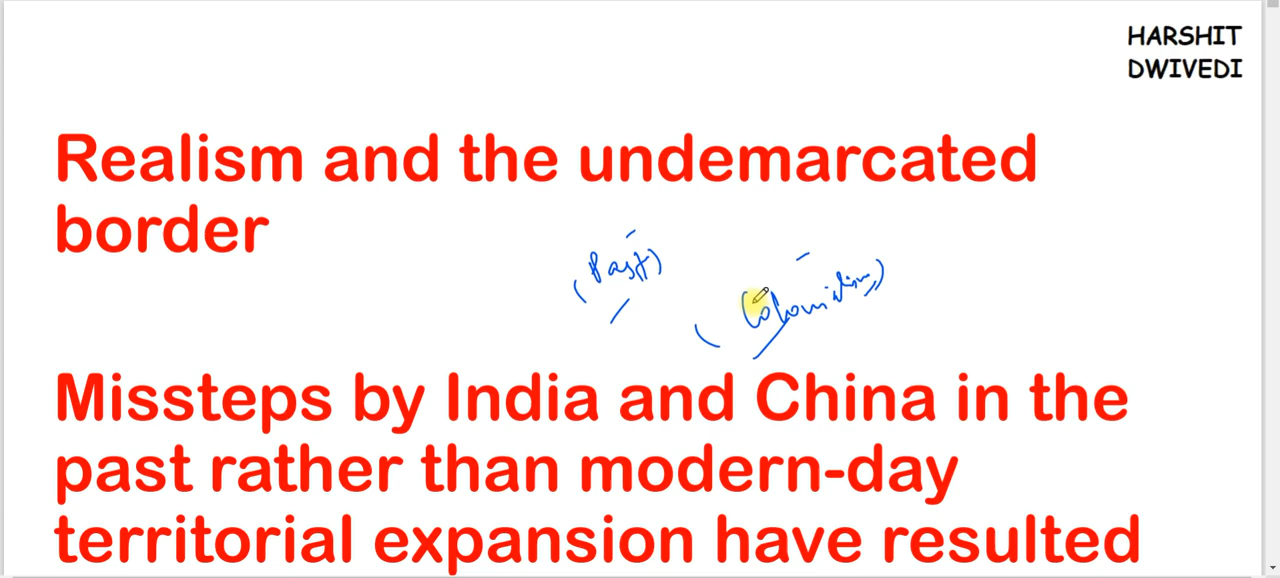 HARSHIT
DWIVEDI
Realism and the undemarcated
border
(Past)
(Colonialism)
Missteps by India and China in the
past rather than modern-day
territorial expansion have resulted